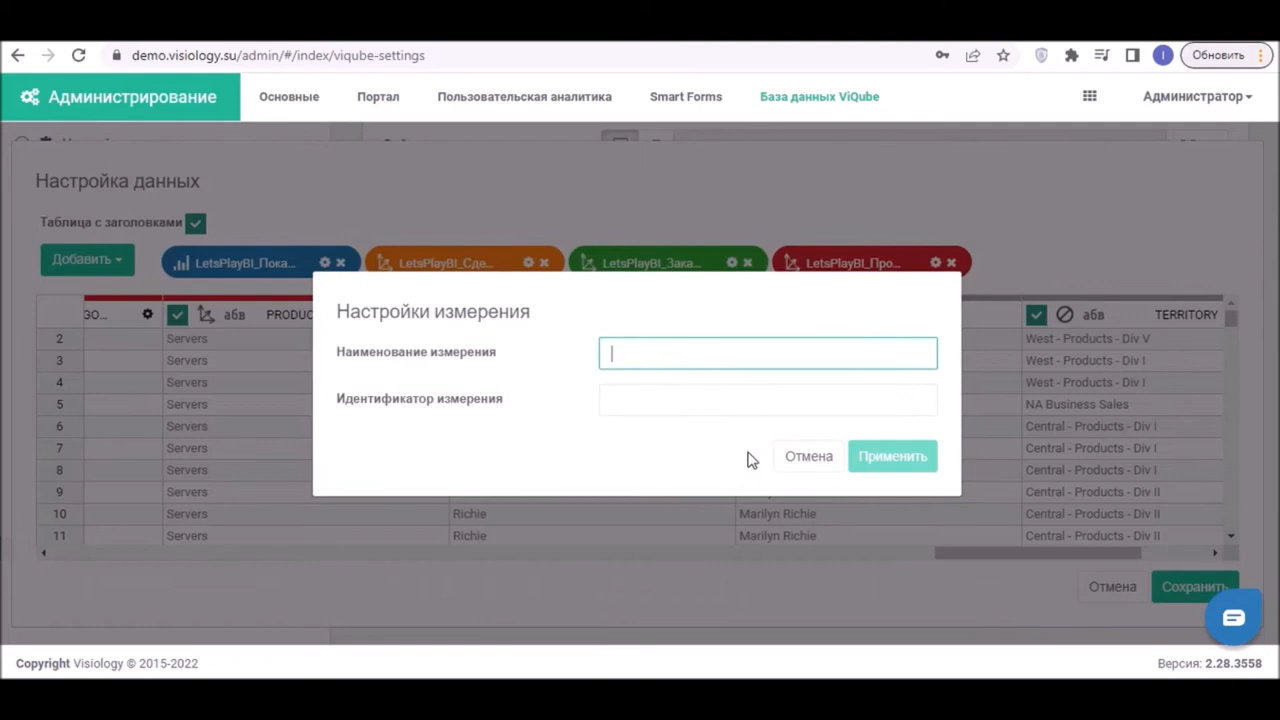 demo.visiology.su/admin/#/index/viqube-settings
Обновить
Администрирование
Основные
Портал
Пользовательская аналитика
Smart Forms
База данных ViQube
Администратор
Настройка данных
Таблица с заголовками
Добавить
LetsPlayBI_Пока...
LetsPlayBI_Сде...
LetsPlayBI_Зака...
LetsPlayBI_Про...
Настройки измерения
Наименование измерения
Идентификатор измерения
Отмена
Применить
GO...
абв
PRODUC
абв
TERRITORY
2 Servers West - Products - Div V
3 Servers West - Products - Div I
4 Servers West - Products - Div I
5 Servers NA Business Sales
6 Servers Central - Products - Div I
7 Servers Central - Products - Div I
8 Servers Central - Products - Div I
9 Servers Central - Products - Div II
10 Servers Richie Marilyn Richie Central - Products - Div II
11 Servers Richie Marilyn Richie Central - Products - Div II
Отмена
Сохранить
Copyright Visiology © 2015-2022
Версия: 2.28.3558